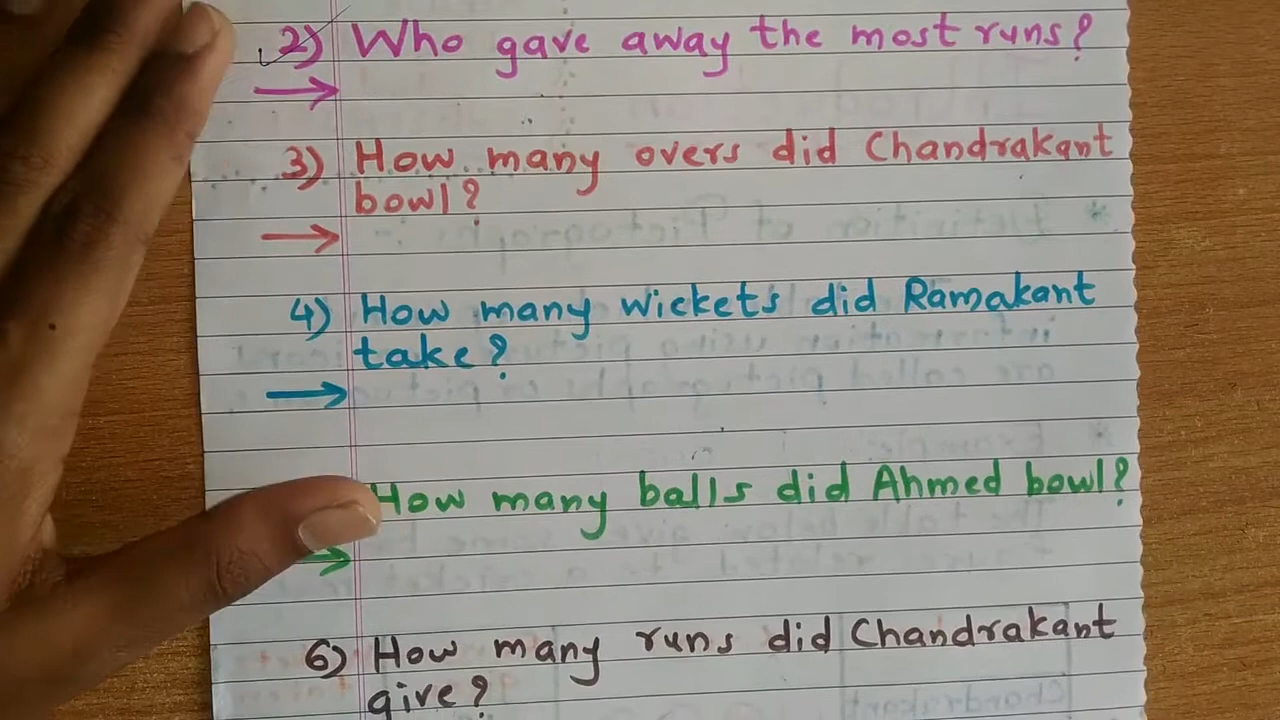 2) Who gave away the most runs?
3) How many overs did Chandrakant
bowl?
4) How many wickets did Ramakant
take?
How many balls did Ahmed bowl?
6) How many runs did Chandrakant
give?